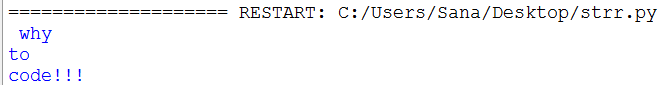 ==================== RESTART: C:/Users/Sana/Desktop/strr.py
 why
to
code!!!